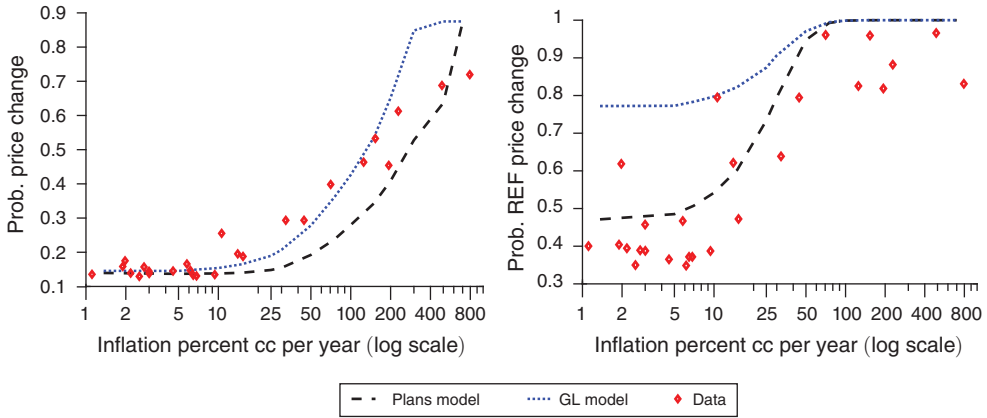 Prob. price change
0.9
0.8
0.7
0.6
0.5
0.4
0.3
0.2
0.1
1 2 5 10 25 50 100 200 400 800
Inflation percent cc per year (log scale)
Prob. REF price change
1
0.9
0.8
0.7
0.6
0.5
0.4
0.3
1 2 5 10 25 50 100 200 400 800
Inflation percent cc per year (log scale)
Plans model GL model Data